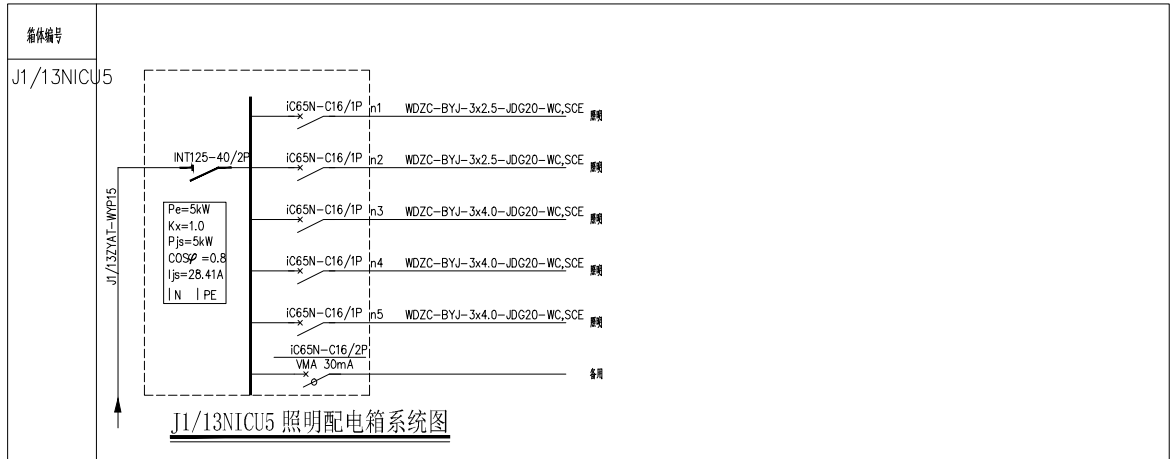 箱体编号
J1/13NICU5
iC65N-C16/1P n1 WDZC-BYJ-3x2.5-JDG20-WC,SCE 照明
INT125-40/2P iC65N-C16/1P n2 WDZC-BYJ-3x2.5-JDG20-WC,SCE 照明
iC65N-C16/1P n3 WDZC-BYJ-3x4.0-JDG20-WC,SCE 照明
iC65N-C16/1P n4 WDZC-BYJ-3x4.0-JDG20-WC,SCE 照明
iC65N-C16/1P n5 WDZC-BYJ-3x4.0-JDG20-WC,SCE 照明
iC65N-C16/2P
VMA 30mA 备用
J1/13ZYAT-WYP15
Pe=5kW
Kx=1.0
Pjs=5kW
COSφ=0.8
Ijs=28.41A
N PE
J1/13NICU5 照明配电箱系统图